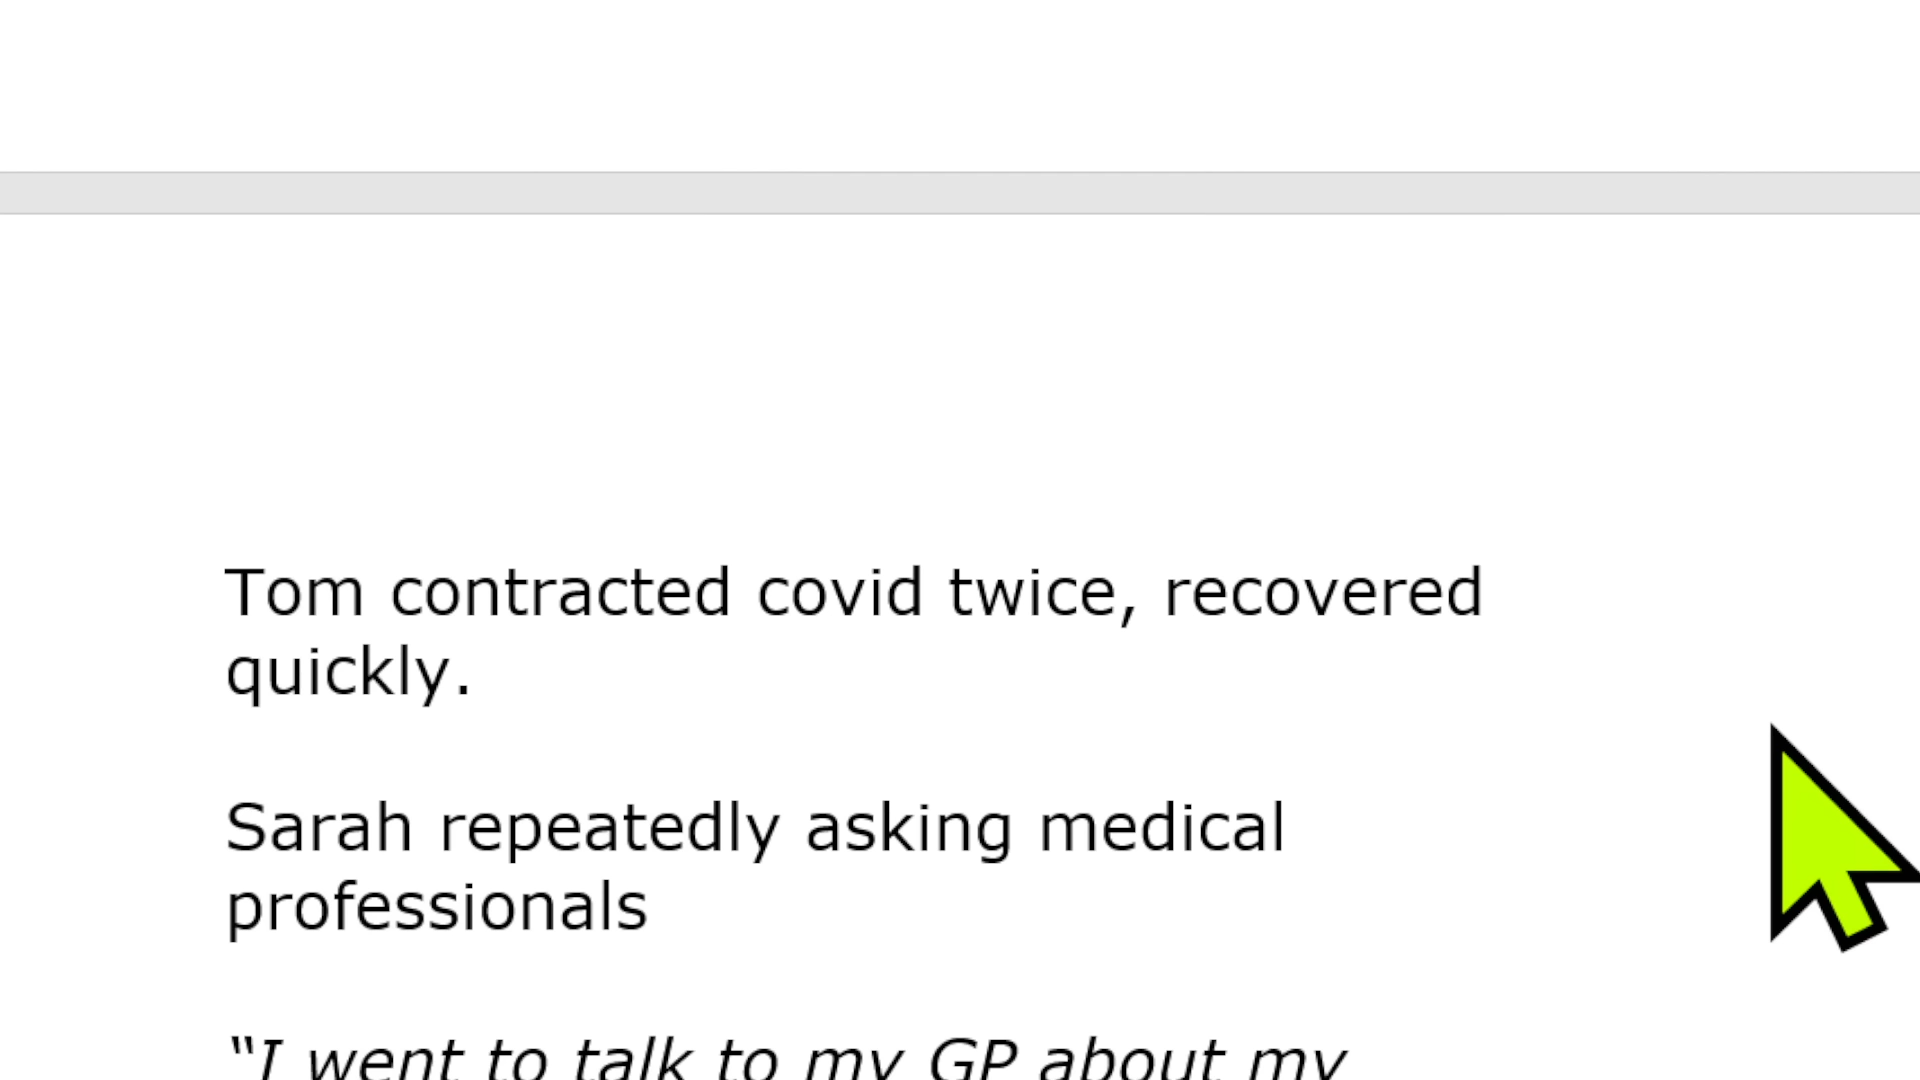 Tom contracted covid twice, recovered
quickly.
Sarah repeatedly asking medical
professionals
“I went to talk to my GP about my